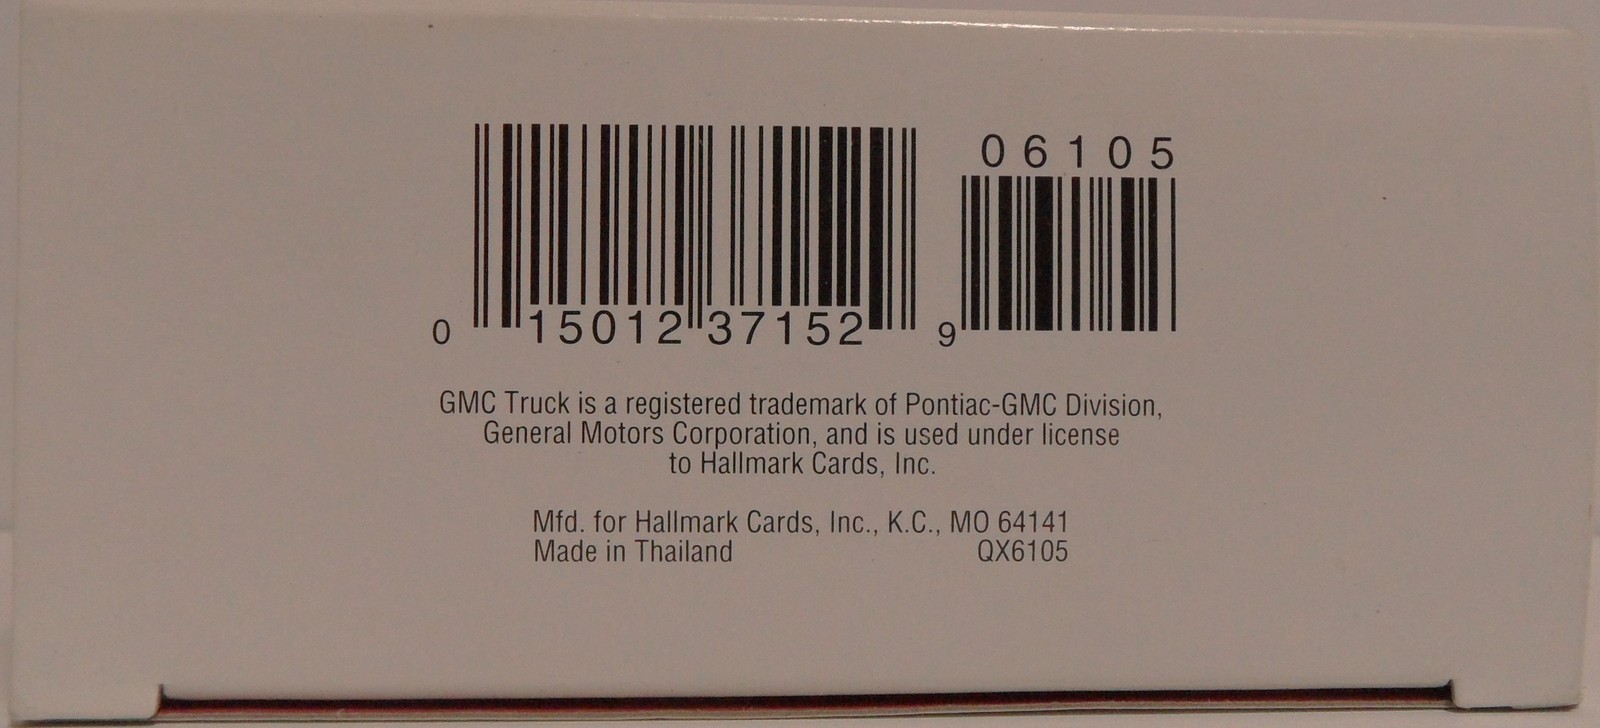 06105
0 15012 37152 9
GMC Truck is a registered trademark of Pontiac-GMC Division,
General Motors Corporation, and is used under license
to Hallmark Cards, Inc.
Mfd. for Hallmark Cards, Inc., K.C., MO 64141
Made in Thailand QX6105